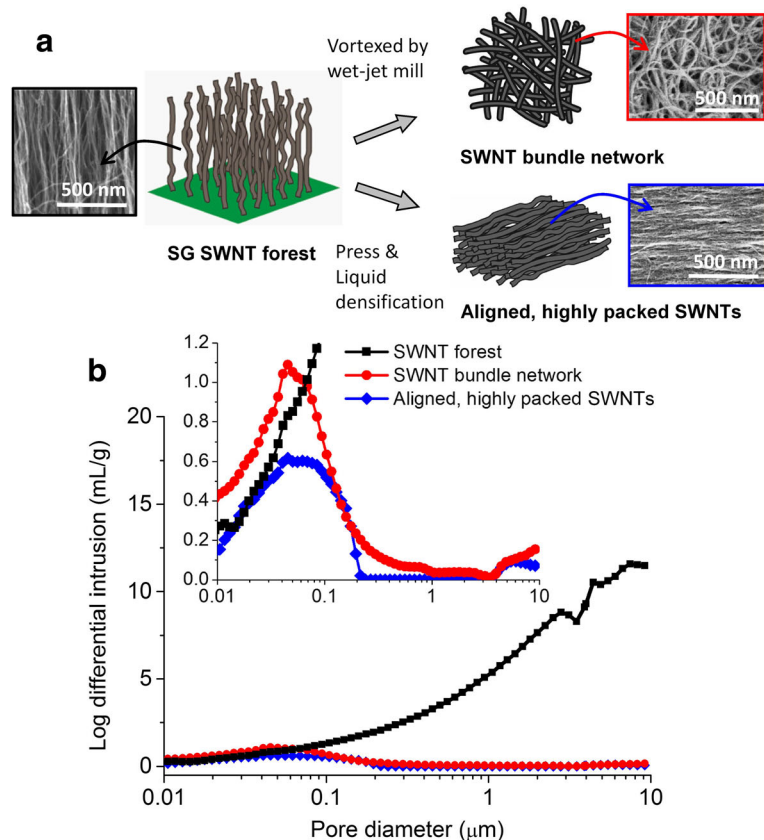 a
Vortexed by
wet-jet mill
500 nm
500 nm
SWNT bundle network
SG SWNT forest
Press &
Liquid
densification
500 nm
Aligned, highly packed SWNTs
b
SWNT forest
SWNT bundle network
Aligned, highly packed SWNTs
1.2
1.0
0.8
0.6
0.4
0.2
0.0
0.01
0.1
1
10
Log differential intrusion (mL/g)
20
15
10
5
0
0.01
0.1
1
10
Pore diameter (μm)